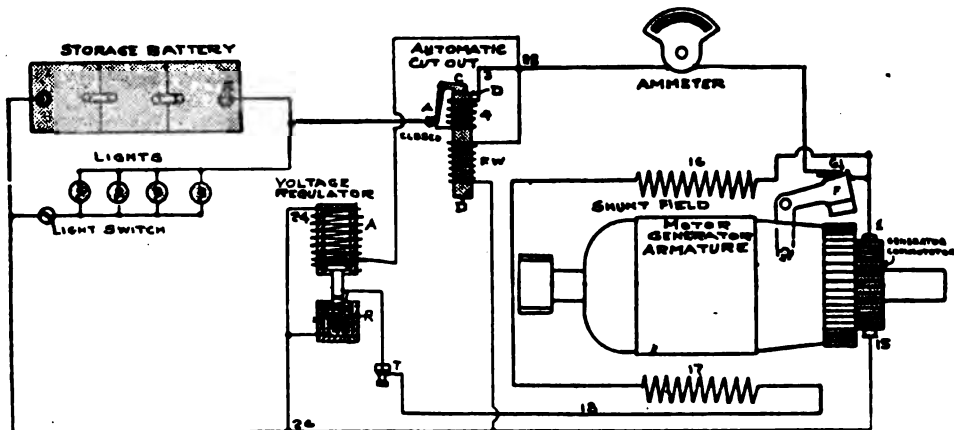 STORAGE BATTERY
AUTOMATIC
CUT OUT
AMMETER
CLOSED
A
C
3
D
4
FW
LIGHTS
LIGHT SWITCH
VOLTAGE
REGULATOR
24
A
R
T
16
SHUNT FIELD
MOTOR
GENERATOR
ARMATURE
F
GENERATOR
COMMUTATOR
15
17
18
26